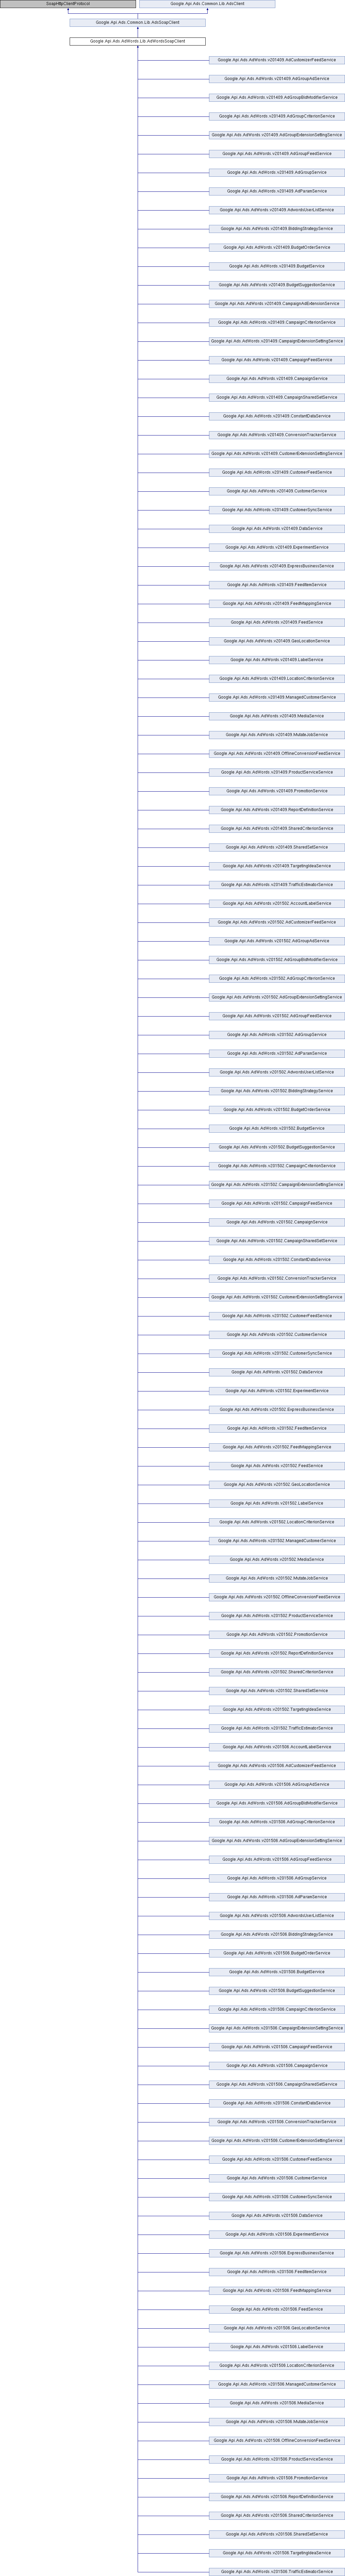 SoapHttpClientProtocol
Google.Api.Ads.Common.Lib.AdsClient
Google.Api.Ads.Common.Lib.AdsSoapClient
Google.Api.Ads.AdWords.Lib.AdWordsSoapClient
Google.Api.Ads.AdWords.v201409.AdCustomizerFeedService
Google.Api.Ads.AdWords.v201409.AdGroupAdService
Google.Api.Ads.AdWords.v201409.AdGroupBidModifierService
Google.Api.Ads.AdWords.v201409.AdGroupCriterionService
Google.Api.Ads.AdWords.v201409.AdGroupExtensionSettingService
Google.Api.Ads.AdWords.v201409.AdGroupFeedService
Google.Api.Ads.AdWords.v201409.AdGroupService
Google.Api.Ads.AdWords.v201409.AdParamService
Google.Api.Ads.AdWords.v201409.AdwordsUserListService
Google.Api.Ads.AdWords.v201409.BiddingStrategyService
Google.Api.Ads.AdWords.v201409.BudgetOrderService
Google.Api.Ads.AdWords.v201409.BudgetService
Google.Api.Ads.AdWords.v201409.BudgetSuggestionService
Google.Api.Ads.AdWords.v201409.CampaignAdExtensionService
Google.Api.Ads.AdWords.v201409.CampaignCriterionService
Google.Api.Ads.AdWords.v201409.CampaignExtensionSettingService
Google.Api.Ads.AdWords.v201409.CampaignFeedService
Google.Api.Ads.AdWords.v201409.CampaignService
Google.Api.Ads.AdWords.v201409.CampaignSharedSetService
Google.Api.Ads.AdWords.v201409.ConstantDataService
Google.Api.Ads.AdWords.v201409.ConversionTrackerService
Google.Api.Ads.AdWords.v201409.CustomerExtensionSettingService
Google.Api.Ads.AdWords.v201409.CustomerFeedService
Google.Api.Ads.AdWords.v201409.CustomerService
Google.Api.Ads.AdWords.v201409.CustomerSyncService
Google.Api.Ads.AdWords.v201409.DataService
Google.Api.Ads.AdWords.v201409.ExperimentService
Google.Api.Ads.AdWords.v201409.ExpressBusinessService
Google.Api.Ads.AdWords.v201409.FeedItemService
Google.Api.Ads.AdWords.v201409.FeedMappingService
Google.Api.Ads.AdWords.v201409.FeedService
Google.Api.Ads.AdWords.v201409.GeoLocationService
Google.Api.Ads.AdWords.v201409.LabelService
Google.Api.Ads.AdWords.v201409.LocationCriterionService
Google.Api.Ads.AdWords.v201409.ManagedCustomerService
Google.Api.Ads.AdWords.v201409.MediaService
Google.Api.Ads.AdWords.v201409.MutateJobService
Google.Api.Ads.AdWords.v201409.OfflineConversionFeedService
Google.Api.Ads.AdWords.v201409.ProductServiceService
Google.Api.Ads.AdWords.v201409.PromotionService
Google.Api.Ads.AdWords.v201409.ReportDefinitionService
Google.Api.Ads.AdWords.v201409.SharedCriterionService
Google.Api.Ads.AdWords.v201409.SharedSetService
Google.Api.Ads.AdWords.v201409.TargetingIdeaService
Google.Api.Ads.AdWords.v201409.TrafficEstimatorService
Google.Api.Ads.AdWords.v201502.AccountLabelService
Google.Api.Ads.AdWords.v201502.AdCustomizerFeedService
Google.Api.Ads.AdWords.v201502.AdGroupAdService
Google.Api.Ads.AdWords.v201502.AdGroupBidModifierService
Google.Api.Ads.AdWords.v201502.AdGroupCriterionService
Google.Api.Ads.AdWords.v201502.AdGroupExtensionSettingService
Google.Api.Ads.AdWords.v201502.AdGroupFeedService
Google.Api.Ads.AdWords.v201502.AdGroupService
Google.Api.Ads.AdWords.v201502.AdParamService
Google.Api.Ads.AdWords.v201502.AdwordsUserListService
Google.Api.Ads.AdWords.v201502.BiddingStrategyService
Google.Api.Ads.AdWords.v201502.BudgetOrderService
Google.Api.Ads.AdWords.v201502.BudgetService
Google.Api.Ads.AdWords.v201502.BudgetSuggestionService
Google.Api.Ads.AdWords.v201502.CampaignCriterionService
Google.Api.Ads.AdWords.v201502.CampaignExtensionSettingService
Google.Api.Ads.AdWords.v201502.CampaignFeedService
Google.Api.Ads.AdWords.v201502.CampaignService
Google.Api.Ads.AdWords.v201502.CampaignSharedSetService
Google.Api.Ads.AdWords.v201502.ConstantDataService
Google.Api.Ads.AdWords.v201502.ConversionTrackerService
Google.Api.Ads.AdWords.v201502.CustomerExtensionSettingService
Google.Api.Ads.AdWords.v201502.CustomerFeedService
Google.Api.Ads.AdWords.v201502.CustomerService
Google.Api.Ads.AdWords.v201502.CustomerSyncService
Google.Api.Ads.AdWords.v201502.DataService
Google.Api.Ads.AdWords.v201502.ExperimentService
Google.Api.Ads.AdWords.v201502.ExpressBusinessService
Google.Api.Ads.AdWords.v201502.FeedItemService
Google.Api.Ads.AdWords.v201502.FeedMappingService
Google.Api.Ads.AdWords.v201502.FeedService
Google.Api.Ads.AdWords.v201502.GeoLocationService
Google.Api.Ads.AdWords.v201502.LabelService
Google.Api.Ads.AdWords.v201502.LocationCriterionService
Google.Api.Ads.AdWords.v201502.ManagedCustomerService
Google.Api.Ads.AdWords.v201502.MediaService
Google.Api.Ads.AdWords.v201502.MutateJobService
Google.Api.Ads.AdWords.v201502.OfflineConversionFeedService
Google.Api.Ads.AdWords.v201502.ProductServiceService
Google.Api.Ads.AdWords.v201502.PromotionService
Google.Api.Ads.AdWords.v201502.ReportDefinitionService
Google.Api.Ads.AdWords.v201502.SharedCriterionService
Google.Api.Ads.AdWords.v201502.SharedSetService
Google.Api.Ads.AdWords.v201502.TargetingIdeaService
Google.Api.Ads.AdWords.v201502.TrafficEstimatorService
Google.Api.Ads.AdWords.v201506.AccountLabelService
Google.Api.Ads.AdWords.v201506.AdCustomizerFeedService
Google.Api.Ads.AdWords.v201506.AdGroupAdService
Google.Api.Ads.AdWords.v201506.AdGroupBidModifierService
Google.Api.Ads.AdWords.v201506.AdGroupCriterionService
Google.Api.Ads.AdWords.v201506.AdGroupExtensionSettingService
Google.Api.Ads.AdWords.v201506.AdGroupFeedService
Google.Api.Ads.AdWords.v201506.AdGroupService
Google.Api.Ads.AdWords.v201506.AdParamService
Google.Api.Ads.AdWords.v201506.AdwordsUserListService
Google.Api.Ads.AdWords.v201506.BiddingStrategyService
Google.Api.Ads.AdWords.v201506.BudgetOrderService
Google.Api.Ads.AdWords.v201506.BudgetService
Google.Api.Ads.AdWords.v201506.BudgetSuggestionService
Google.Api.Ads.AdWords.v201506.CampaignCriterionService
Google.Api.Ads.AdWords.v201506.CampaignExtensionSettingService
Google.Api.Ads.AdWords.v201506.CampaignFeedService
Google.Api.Ads.AdWords.v201506.CampaignService
Google.Api.Ads.AdWords.v201506.CampaignSharedSetService
Google.Api.Ads.AdWords.v201506.ConstantDataService
Google.Api.Ads.AdWords.v201506.ConversionTrackerService
Google.Api.Ads.AdWords.v201506.CustomerExtensionSettingService
Google.Api.Ads.AdWords.v201506.CustomerFeedService
Google.Api.Ads.AdWords.v201506.CustomerService
Google.Api.Ads.AdWords.v201506.CustomerSyncService
Google.Api.Ads.AdWords.v201506.DataService
Google.Api.Ads.AdWords.v201506.ExperimentService
Google.Api.Ads.AdWords.v201506.ExpressBusinessService
Google.Api.Ads.AdWords.v201506.FeedItemService
Google.Api.Ads.AdWords.v201506.FeedMappingService
Google.Api.Ads.AdWords.v201506.FeedService
Google.Api.Ads.AdWords.v201506.GeoLocationService
Google.Api.Ads.AdWords.v201506.LabelService
Google.Api.Ads.AdWords.v201506.LocationCriterionService
Google.Api.Ads.AdWords.v201506.ManagedCustomerService
Google.Api.Ads.AdWords.v201506.MediaService
Google.Api.Ads.AdWords.v201506.MutateJobService
Google.Api.Ads.AdWords.v201506.OfflineConversionFeedService
Google.Api.Ads.AdWords.v201506.ProductServiceService
Google.Api.Ads.AdWords.v201506.PromotionService
Google.Api.Ads.AdWords.v201506.ReportDefinitionService
Google.Api.Ads.AdWords.v201506.SharedCriterionService
Google.Api.Ads.AdWords.v201506.SharedSetService
Google.Api.Ads.AdWords.v201506.TargetingIdeaService
Google.Api.Ads.AdWords.v201506.TrafficEstimatorService